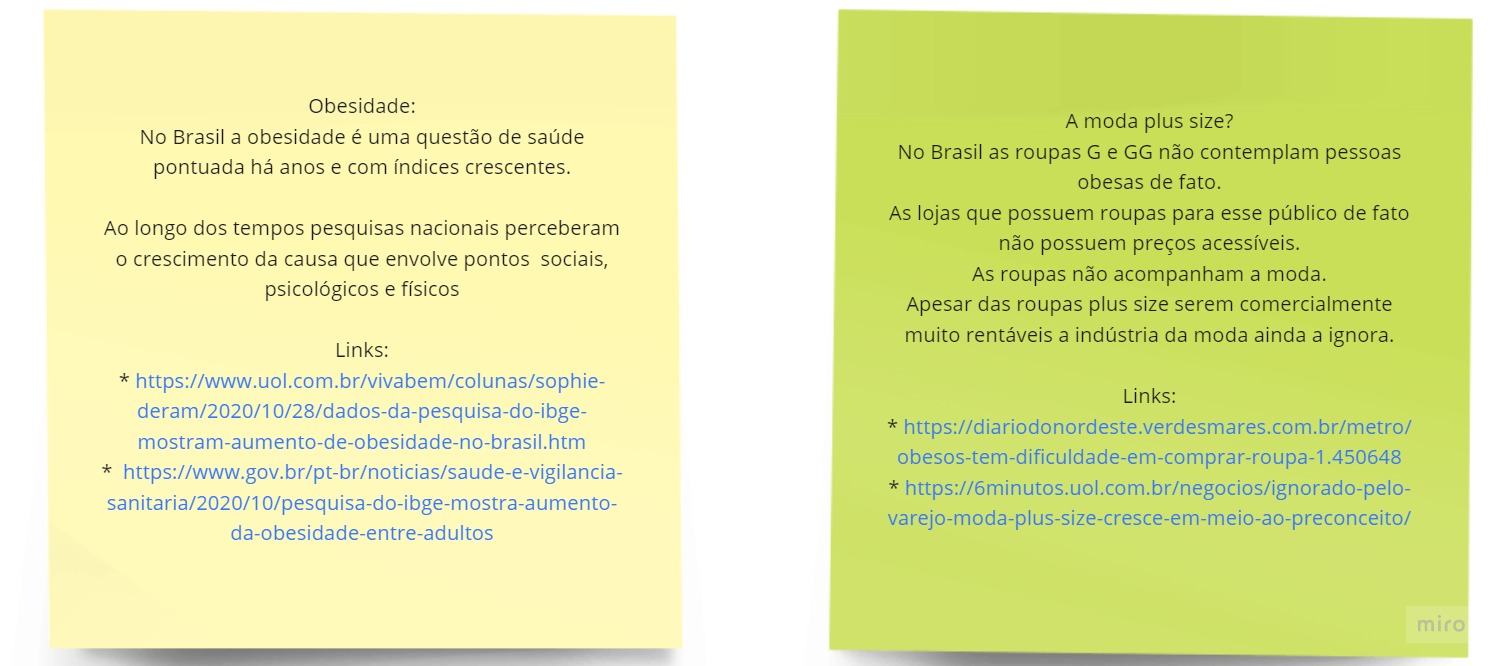 Obesidade:
No Brasil a obesidade é uma questão de saúde
pontuada há anos e com índices crescentes.
Ao longo dos tempos pesquisas nacionais perceberam
o crescimento da causa que envolve pontos  sociais,
psicológicos e físicos
Links:
* https://www.uol.com.br/vivabem/colunas/sophie-
deram/2020/10/28/dados-da-pesquisa-do-ibge-
mostram-aumento-de-obesidade-no-brasil.htm
*  https://www.gov.br/pt-br/noticias/saude-e-vigilancia-
sanitaria/2020/10/pesquisa-do-ibge-mostra-aumento-
da-obesidade-entre-adultos
A moda plus size?
No Brasil as roupas G e GG não contemplam pessoas
obesas de fato.
As lojas que possuem roupas para esse público de fato
não possuem preços acessíveis.
As roupas não acompanham a moda.
Apesar das roupas plus size serem comercialmente
muito rentáveis a indústria da moda ainda a ignora.
Links:
* https://diariodonordeste.verdesmares.com.br/metro/
obesos-tem-dificuldade-em-comprar-roupa-1.450648
* https://6minutos.uol.com.br/negocios/ignorado-pelo-
varejo-moda-plus-size-cresce-em-meio-ao-preconceito/
miro